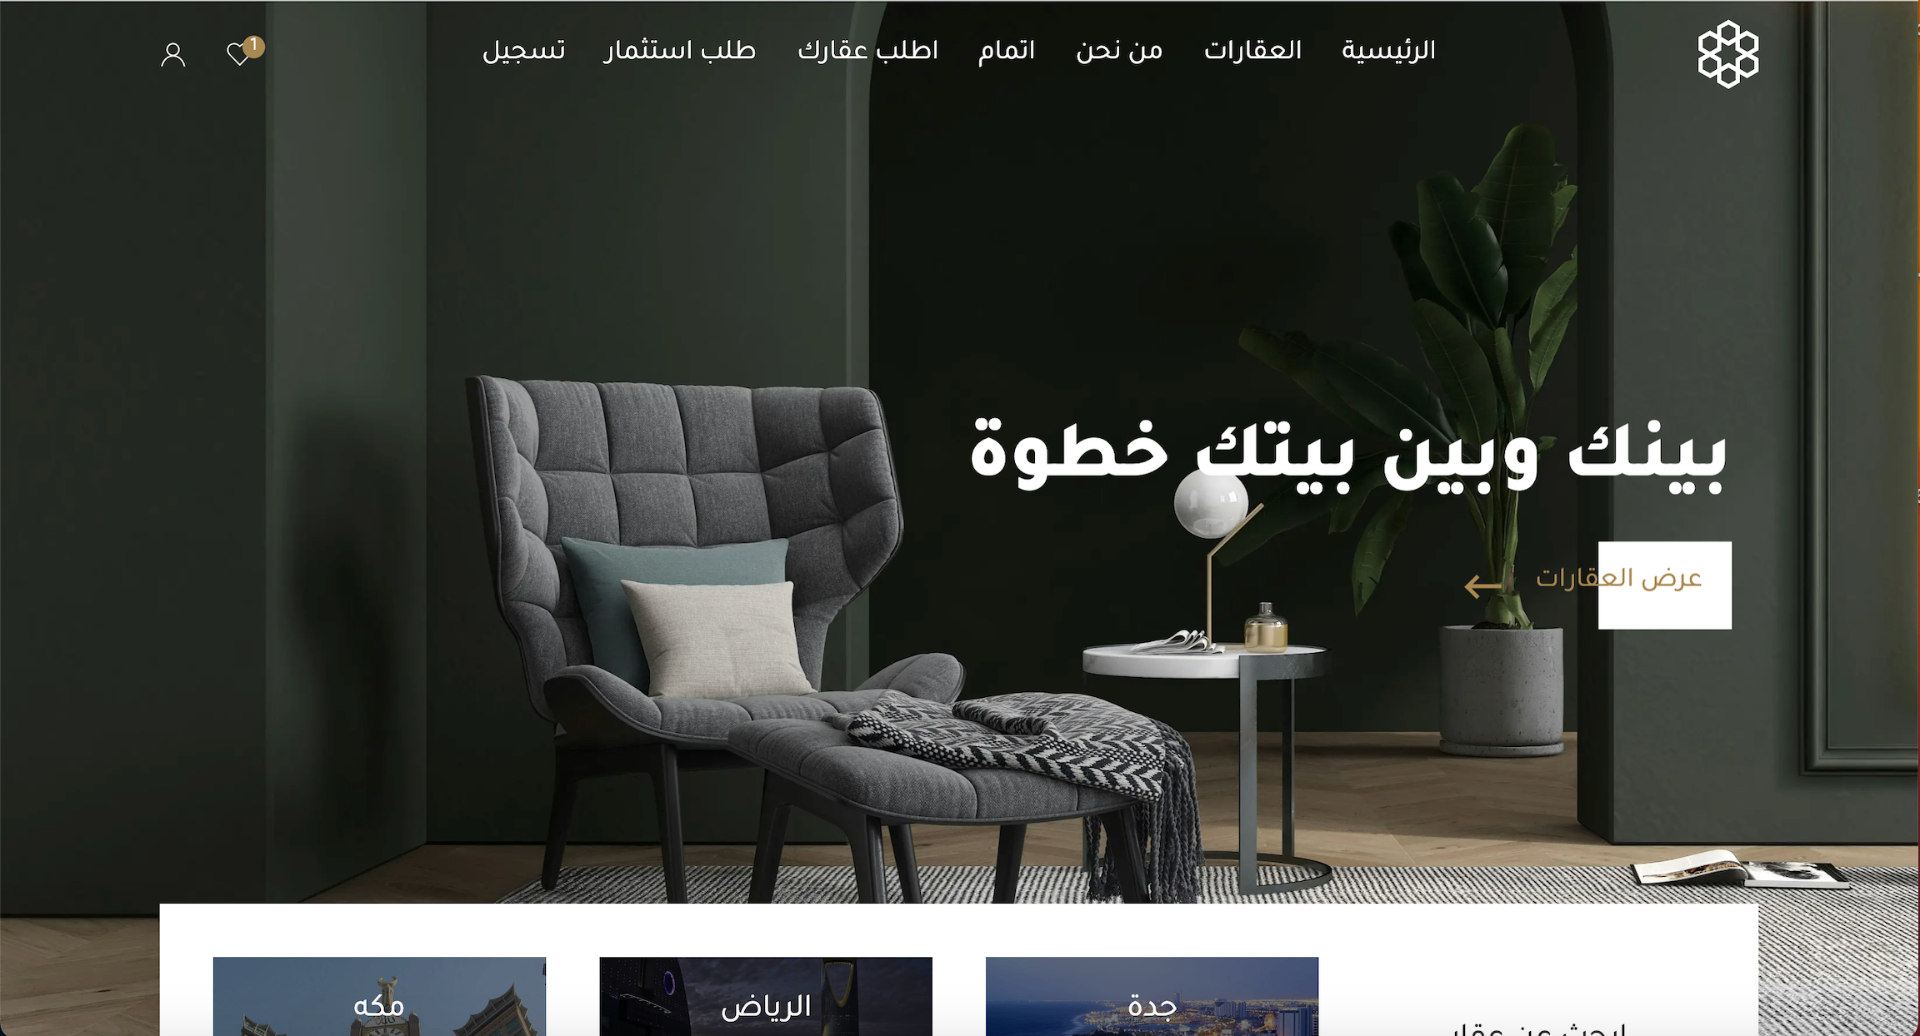 الرئيسية
العقارات
من نحن
اتمام
اطلب عقارك
طلب استثمار
تسجيل
1
بينك وبين بيتك خطوة
عرض العقارات
جدة
الرياض
مكه